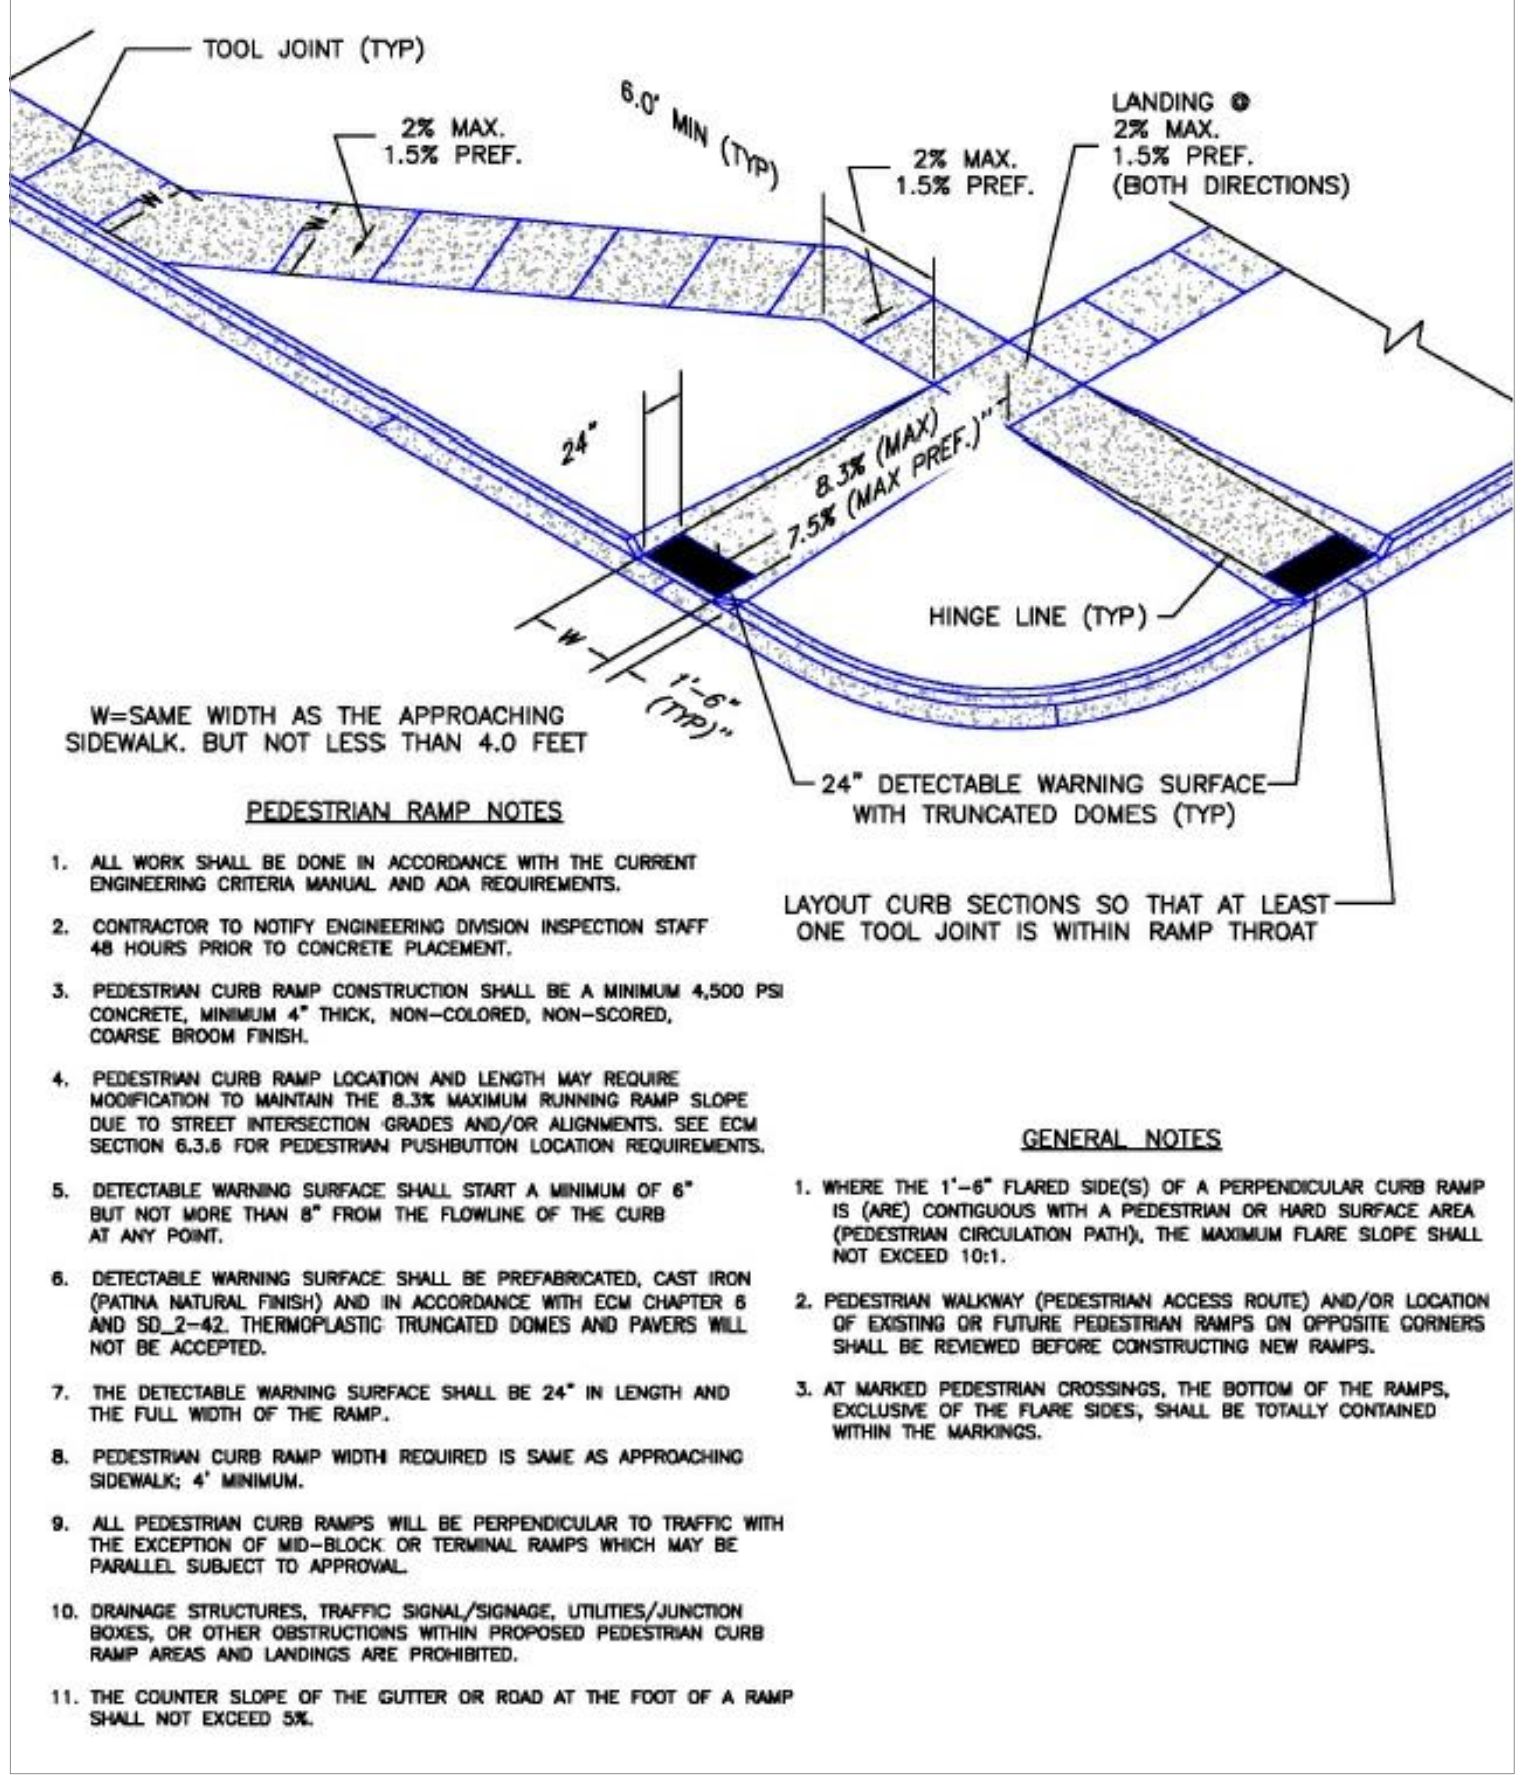 TOOL JOINT (TYP)
2% MAX.
1.5% PREF.
6.0' MIN (TYP)
2% MAX.
1.5% PREF.
LANDING @
2% MAX.
1.5% PREF.
(BOTH DIRECTIONS)
W
W
24"
8.3% (MAX)
7.5% (MAX PREF.)"
HINGE LINE (TYP)
W
1'-6"
(TYP)"
W=SAME WIDTH AS THE APPROACHING
SIDEWALK. BUT NOT LESS THAN 4.0 FEET
24" DETECTABLE WARNING SURFACE
WITH TRUNCATED DOMES (TYP)
LAYOUT CURB SECTIONS SO THAT AT LEAST
ONE TOOL JOINT IS WITHIN RAMP THROAT
PEDESTRIAN RAMP NOTES
1. ALL WORK SHALL BE DONE IN ACCORDANCE WITH THE CURRENT
ENGINEERING CRITERIA MANUAL AND ADA REQUIREMENTS.
2. CONTRACTOR TO NOTIFY ENGINEERING DIVISION INSPECTION STAFF
48 HOURS PRIOR TO CONCRETE PLACEMENT.
3. PEDESTRIAN CURB RAMP CONSTRUCTION SHALL BE A MINIMUM 4,500 PSI
CONCRETE, MINIMUM 4" THICK, NON-COLORED, NON-SCORED,
COARSE BROOM FINISH.
4. PEDESTRIAN CURB RAMP LOCATION AND LENGTH MAY REQUIRE
MODIFICATION TO MAINTAIN THE 8.3% MAXIMUM RUNNING RAMP SLOPE
DUE TO STREET INTERSECTION GRADES AND/OR ALIGNMENTS. SEE ECM
SECTION 6.3.6 FOR PEDESTRIAN PUSHBUTTON LOCATION REQUIREMENTS.
5. DETECTABLE WARNING SURFACE SHALL START A MINIMUM OF 6"
BUT NOT MORE THAN 8" FROM THE FLOWLINE OF THE CURB
AT ANY POINT.
6. DETECTABLE WARNING SURFACE SHALL BE PREFABRICATED, CAST IRON
(PATINA NATURAL FINISH) AND IN ACCORDANCE WITH ECM CHAPTER 6
AND SD_2-42. THERMOPLASTIC TRUNCATED DOMES AND PAVERS WILL
NOT BE ACCEPTED.
7. THE DETECTABLE WARNING SURFACE SHALL BE 24" IN LENGTH AND
THE FULL WIDTH OF THE RAMP.
8. PEDESTRIAN CURB RAMP WIDTH REQUIRED IS SAME AS APPROACHING
SIDEWALK; 4' MINIMUM.
9. ALL PEDESTRIAN CURB RAMPS WILL BE PERPENDICULAR TO TRAFFIC WITH
THE EXCEPTION OF MID-BLOCK OR TERMINAL RAMPS WHICH MAY BE
PARALLEL SUBJECT TO APPROVAL.
10. DRAINAGE STRUCTURES, TRAFFIC SIGNAL/SIGNAGE, UTILITIES/JUNCTION
BOXES, OR OTHER OBSTRUCTIONS WITHIN PROPOSED PEDESTRIAN CURB
RAMP AREAS AND LANDINGS ARE PROHIBITED.
11. THE COUNTER SLOPE OF THE GUTTER OR ROAD AT THE FOOT OF A RAMP
SHALL NOT EXCEED 5%.
GENERAL NOTES
1. WHERE THE 1'-6" FLARED SIDE(S) OF A PERPENDICULAR CURB RAMP
IS (ARE) CONTIGUOUS WITH A PEDESTRIAN OR HARD SURFACE AREA
(PEDESTRIAN CIRCULATION PATH), THE MAXIMUM FLARE SLOPE SHALL
NOT EXCEED 10:1.
2. PEDESTRIAN WALKWAY (PEDESTRIAN ACCESS ROUTE) AND/OR LOCATION
OF EXISTING OR FUTURE PEDESTRIAN RAMPS ON OPPOSITE CORNERS
SHALL BE REVIEWED BEFORE CONSTRUCTING NEW RAMPS.
3. AT MARKED PEDESTRIAN CROSSINGS, THE BOTTOM OF THE RAMPS,
EXCLUSIVE OF THE FLARE SIDES, SHALL BE TOTALLY CONTAINED
WITHIN THE MARKINGS.